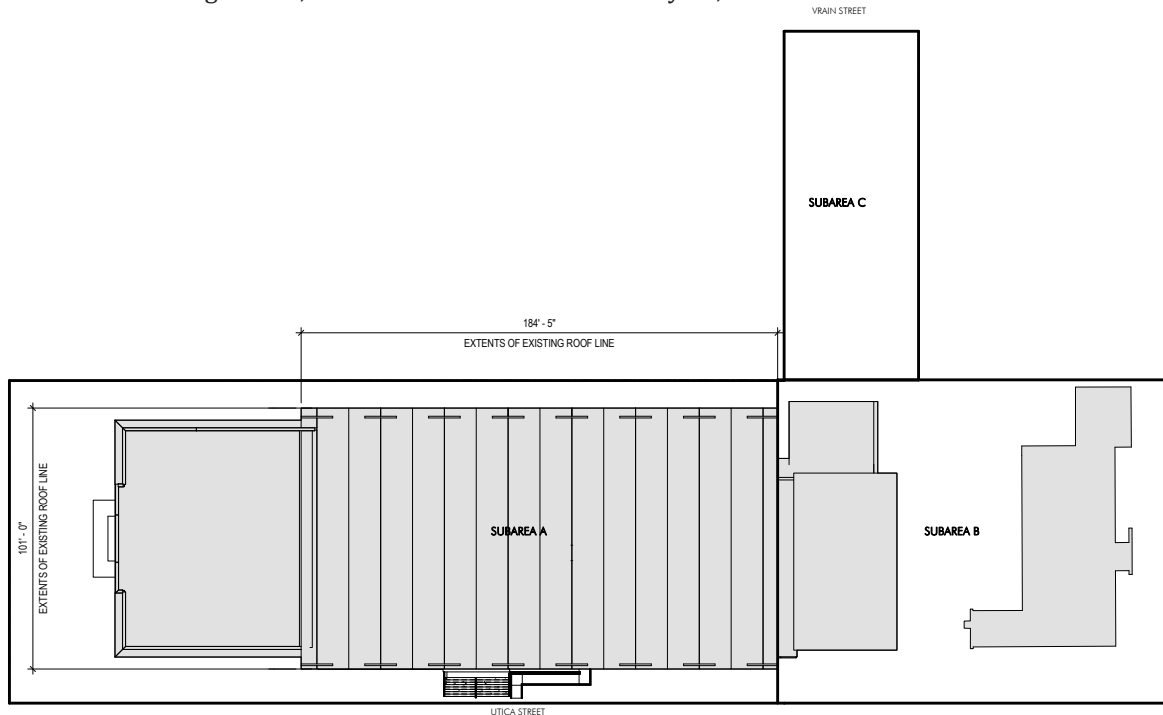 VRAIN STREET
SUBAREA C
184' - 5"
EXTENTS OF EXISTING ROOF LINE
101' - 0"
EXTENTS OF EXISTING ROOF LINE
SUBAREA A
SUBAREA B
UTICA STREET